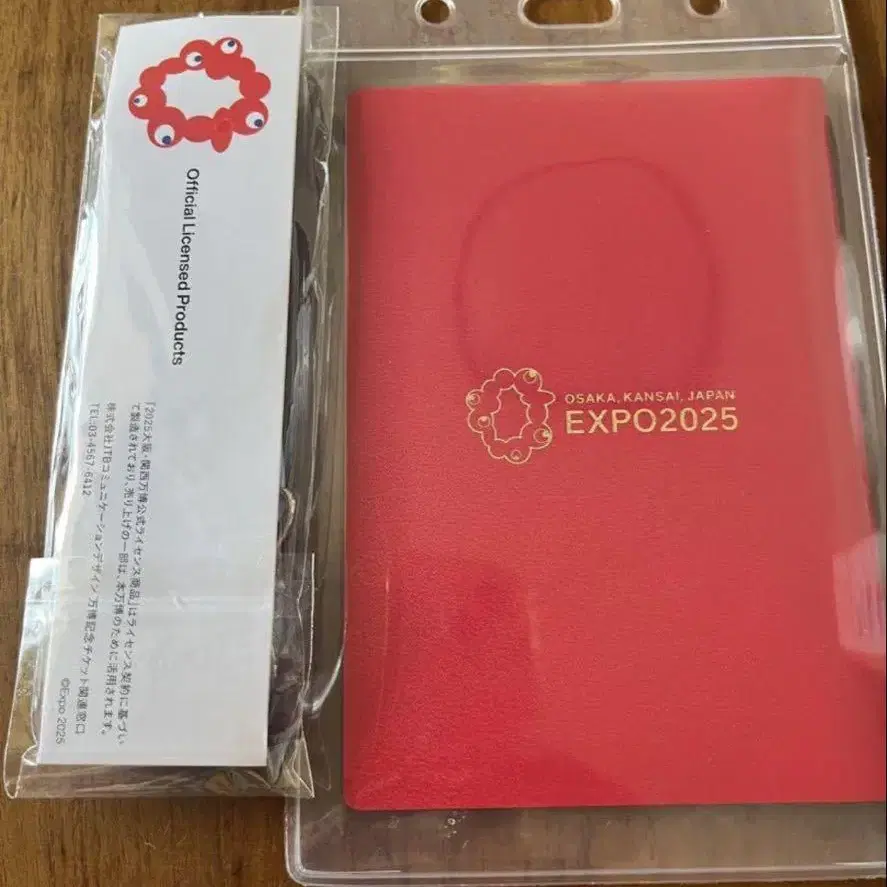 Official Licensed Products
「2025大阪・関西万博公式ライセンス商品」はライセンス契約に基づい
て製造されており、売り上げの一部は、本万博のために活用されます。
株式会社JTBコミュニケーションデザイン 万博記念チケット関連窓口
TEL:03-4567-6412
©Expo 2025
OSAKA, KANSAI, JAPAN
EXPO2025